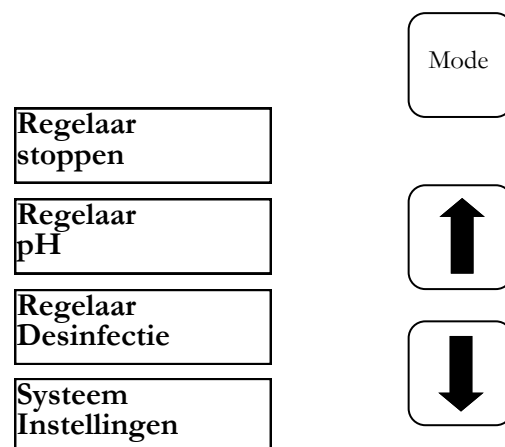 Mode
Regelaar
stoppen
Regelaar
pH
Regelaar
Desinfectie
Systeem
Instellingen